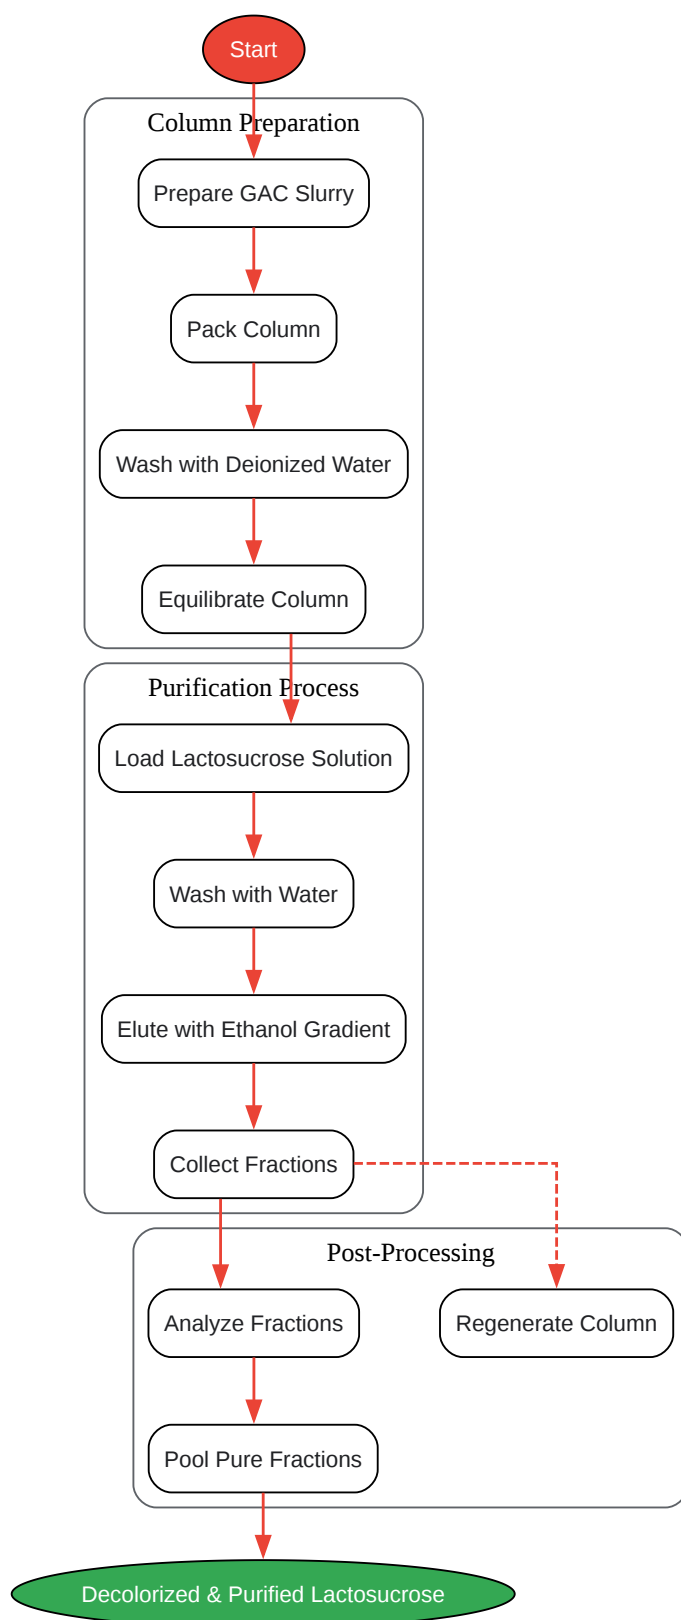 Start
Column Preparation
Prepare GAC Slurry
Pack Column
Wash with Deionized Water
Equilibrate Column
Purification Process
Load Lactosucrose Solution
Wash with Water
Elute with Ethanol Gradient
Collect Fractions
Post-Processing
Analyze Fractions
Regenerate Column
Pool Pure Fractions
Decolorized & Purified Lactosucrose